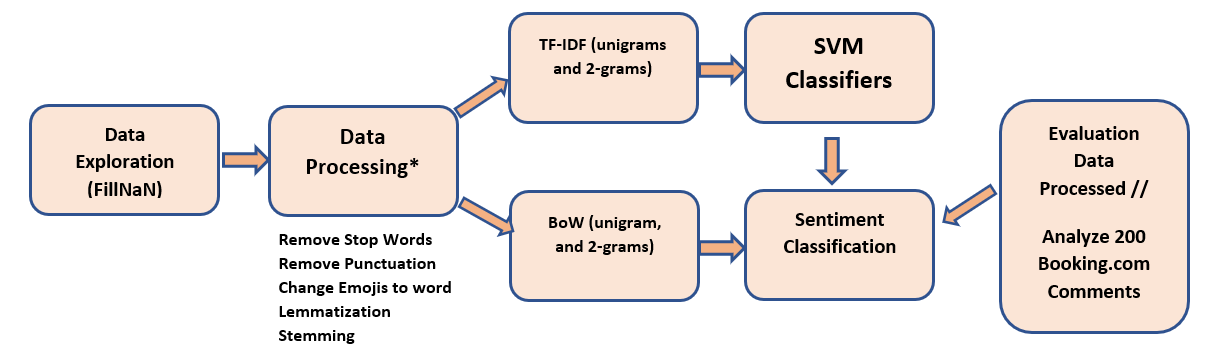 Data
Exploration
(FillNaN)
Data
Processing*
Remove Stop Words
Remove Punctuation
Change Emojis to word
Lemmatization
Stemming
TF-IDF (unigrams
and 2-grams)
BoW (unigram,
and 2-grams)
SVM
Classifiers
Sentiment
Classification
Evaluation
Data
Processed //
Analyze 200
Booking.com
Comments